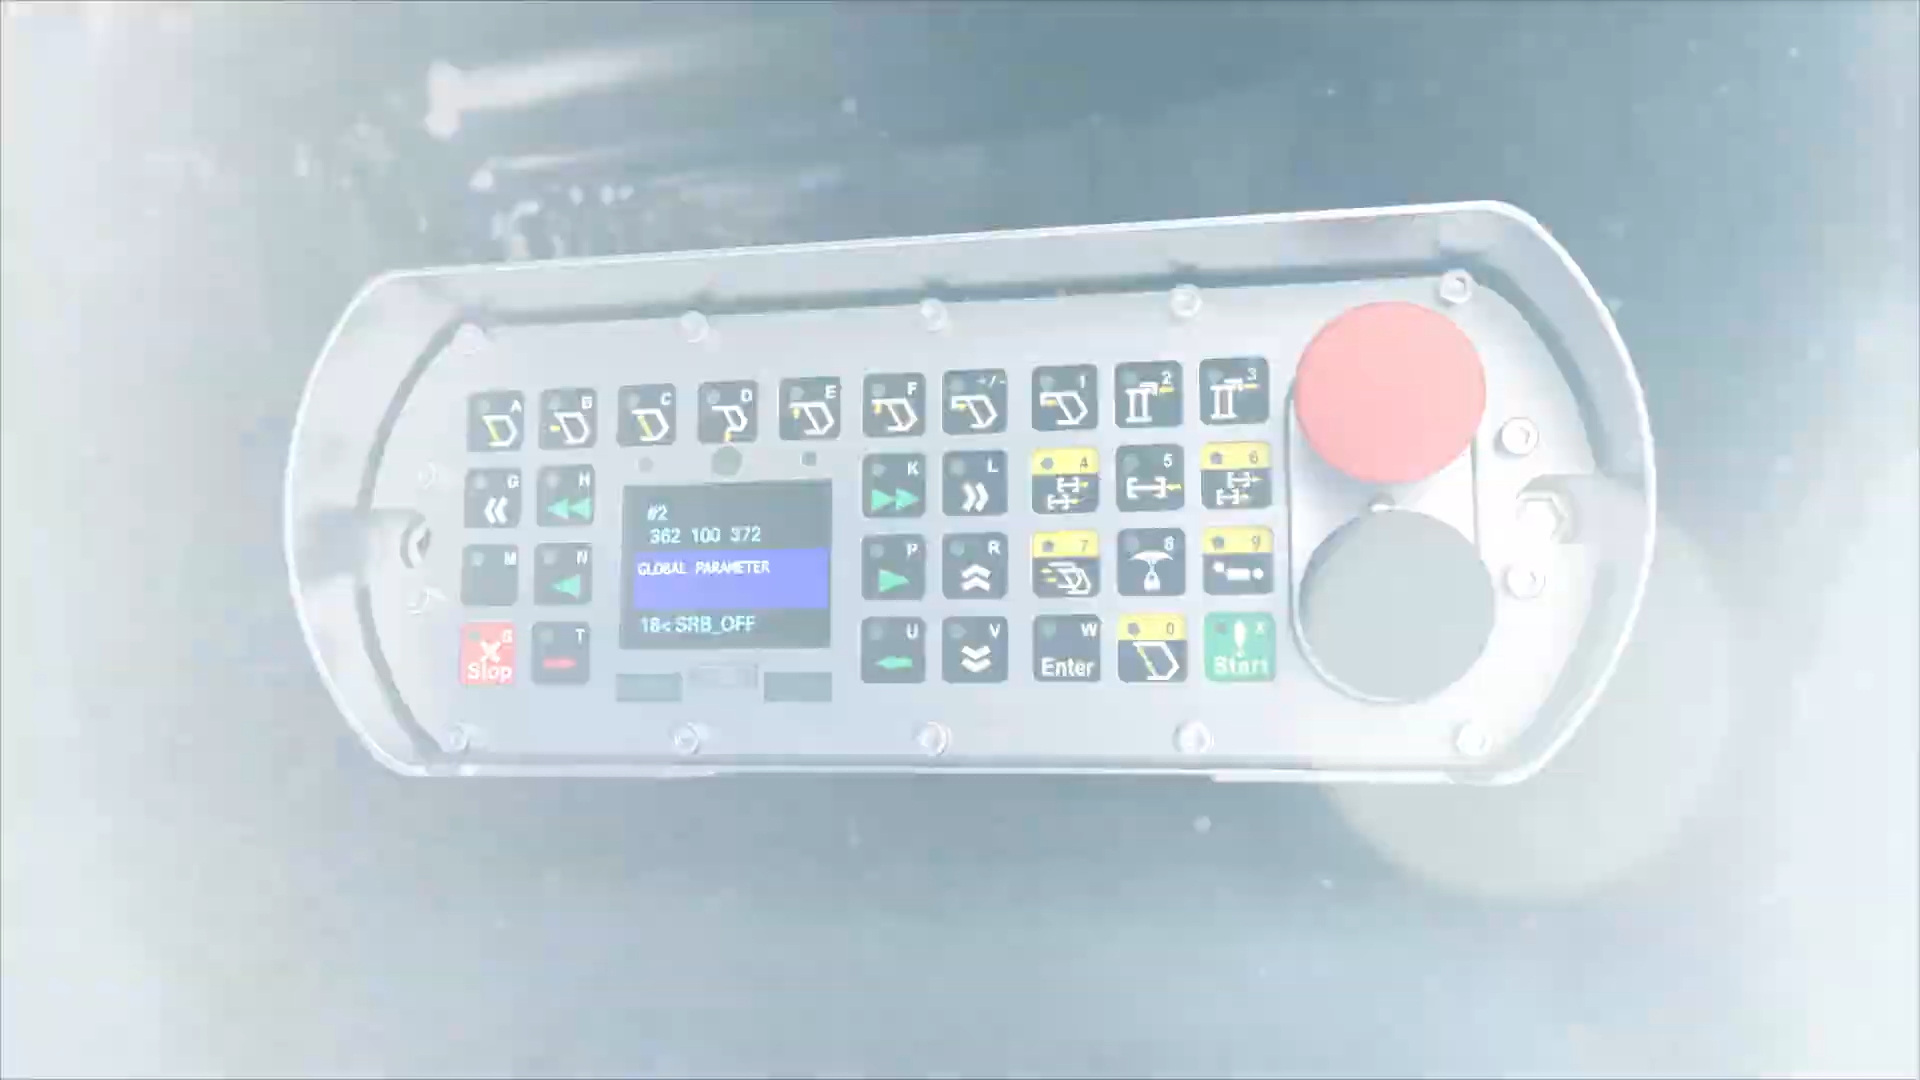 A B C D E F +/- 1 2 3
G H K L 4 5 6
M N P R 7 8 9
S T U V W 0 X
Stop Enter Start
#2
362 100 372
GLOBAL PARAMETER
18<SRB_OFF